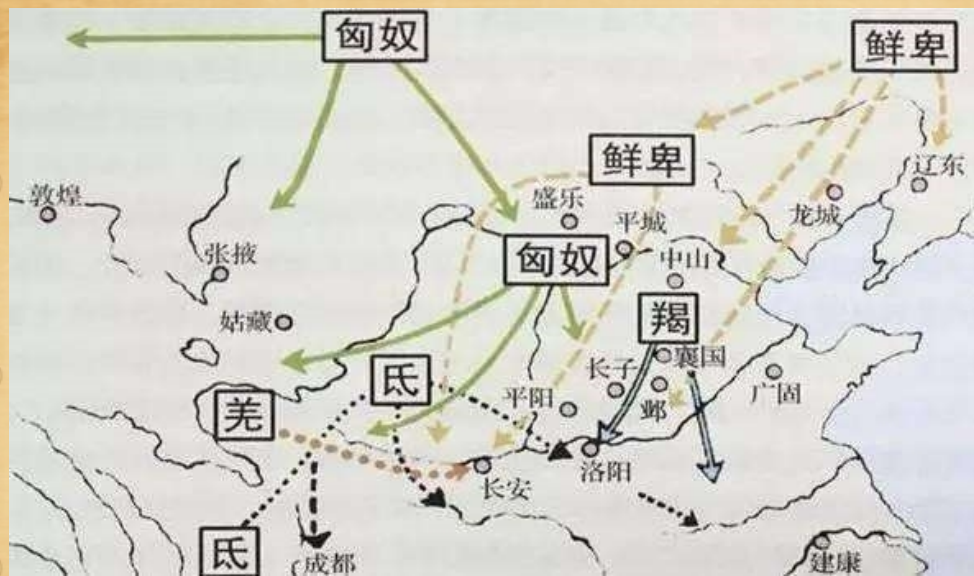 匈奴
鲜卑
鲜卑
敦煌
盛乐
平城
龙城
辽东
张掖
匈奴
中山
姑藏
羯
氐
长子
襄国
广固
羌
平阳
邺
长安
洛阳
氐
成都
建康